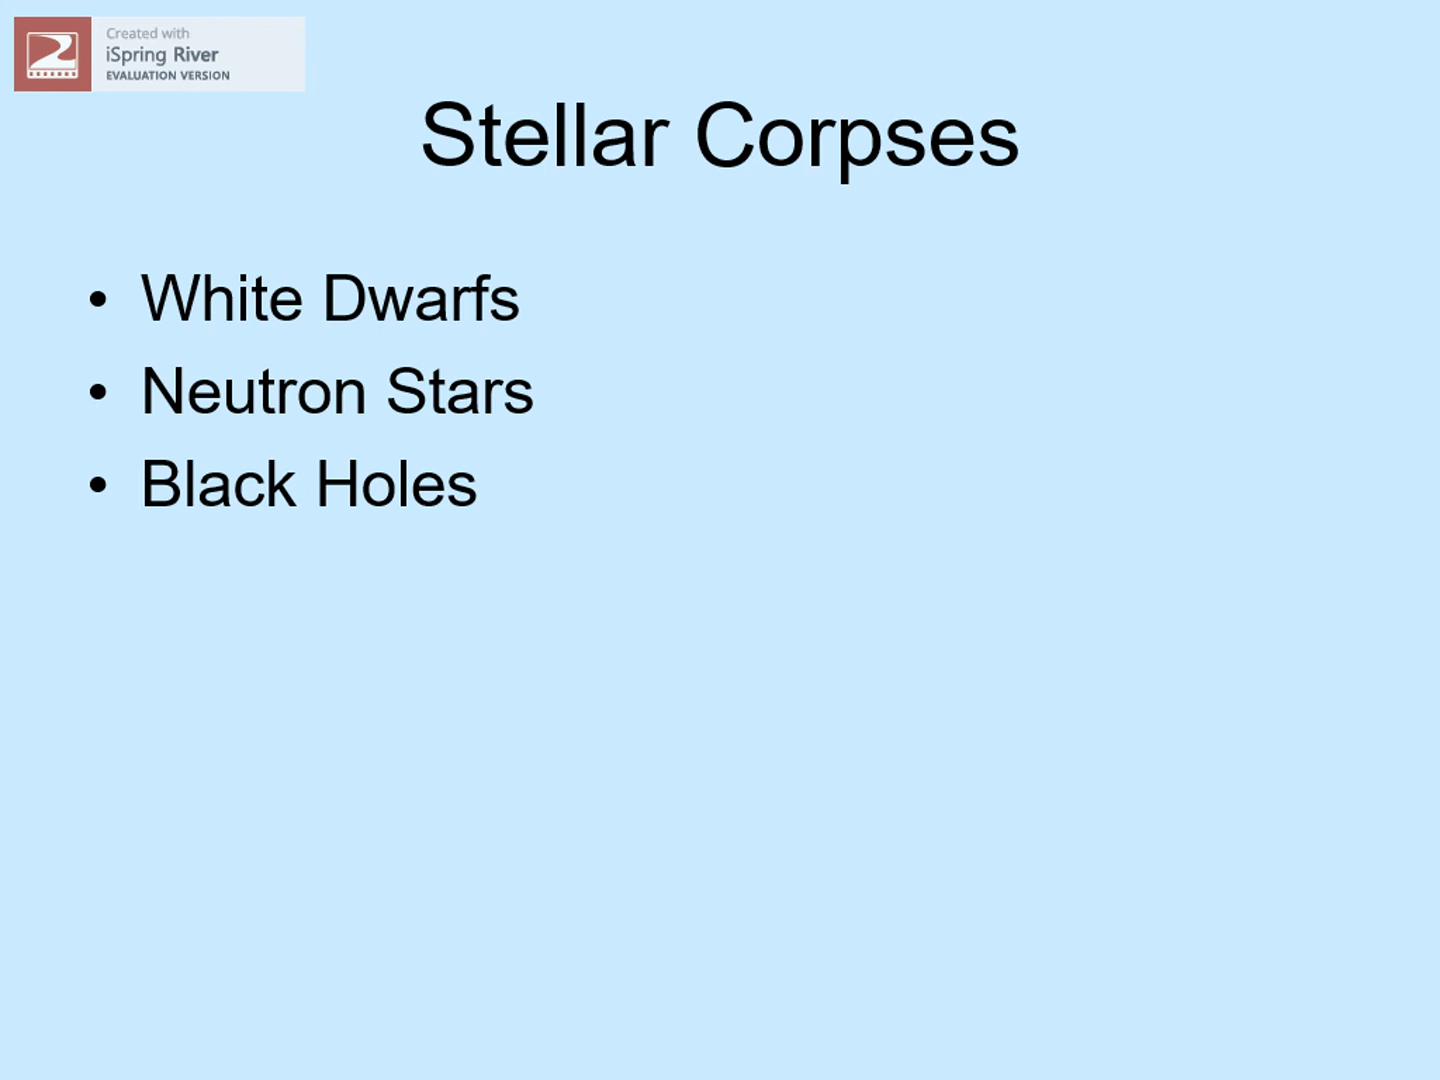 Created with
iSpring River
EVALUATION VERSION
Stellar Corpses
• White Dwarfs
• Neutron Stars
• Black Holes